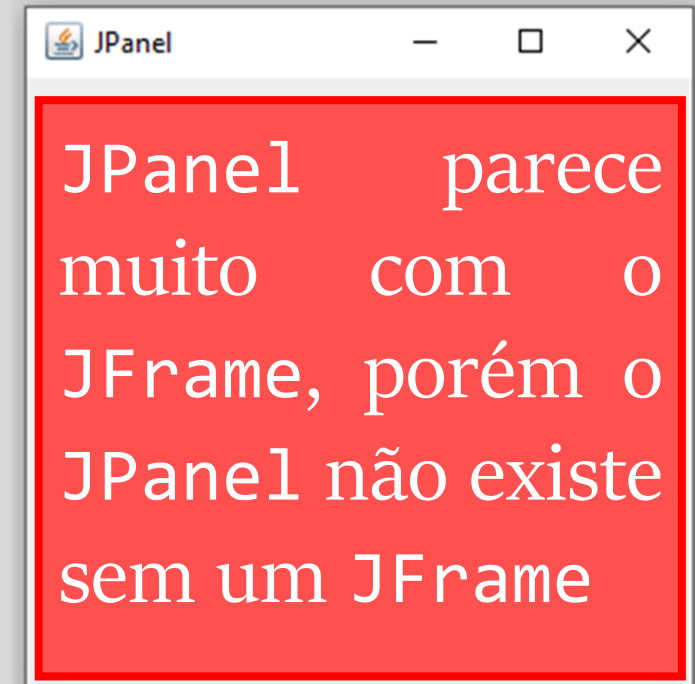 JPanel
JPanel parece
muito com o
JFrame, porém o
JPanel não existe
sem um JFrame